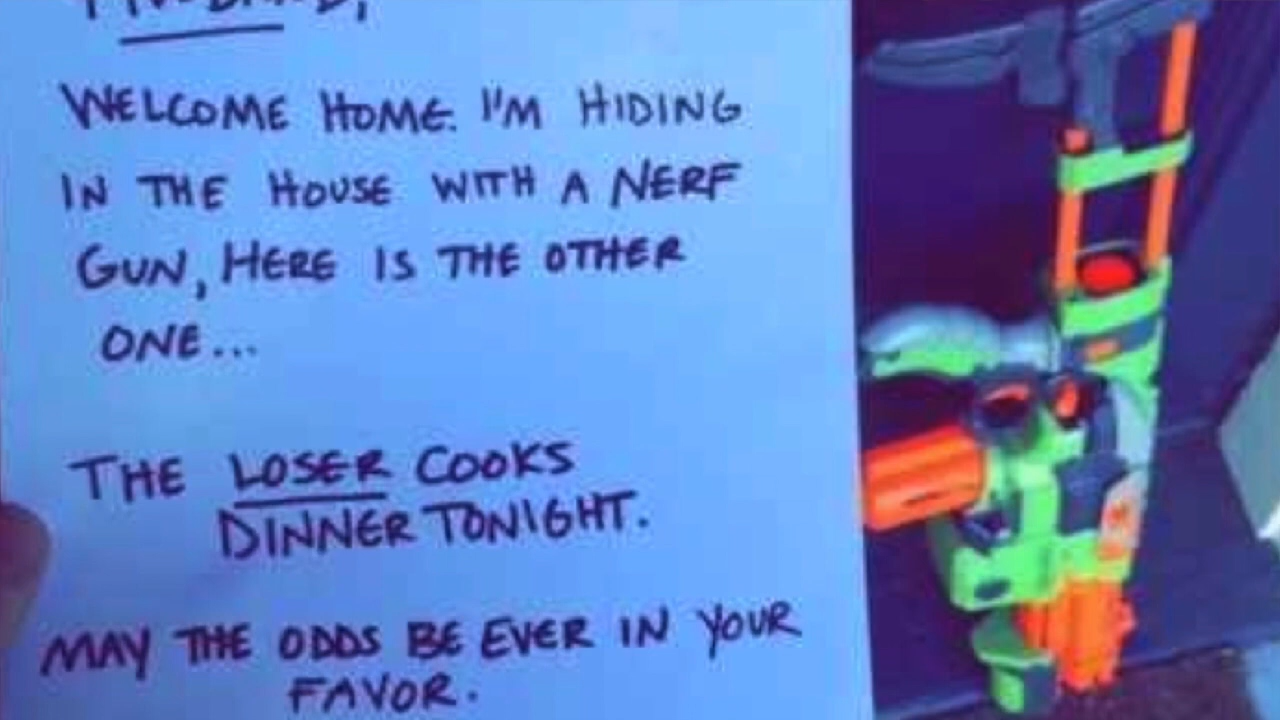 WELCOME HOME. I'M HIDING
IN THE HOUSE WITH A NERF
GUN, HERE IS THE OTHER
ONE...
THE LOSER COOKS
DINNER TONIGHT.
MAY THE ODDS BE EVER IN YOUR
FAVOR.